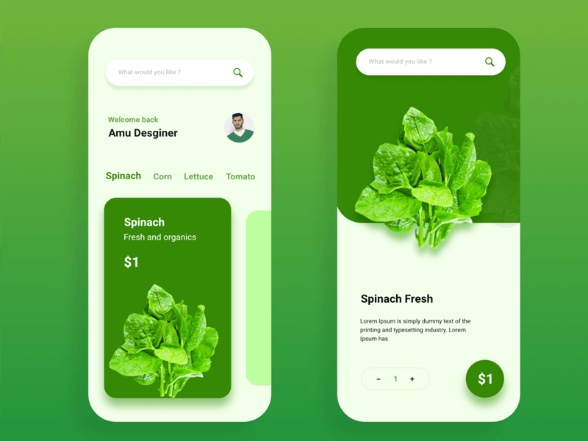 What would you like ?
Welcome back
Amu Desginer
Spinach Corn Lettuce Tomato
Spinach
Fresh and organics
$1
What would you like ?
Spinach Fresh
Lorem Ipsum is simply dummy text of the
printing and typesetting industry. Lorem
Ipsum has
- 1 +
$1